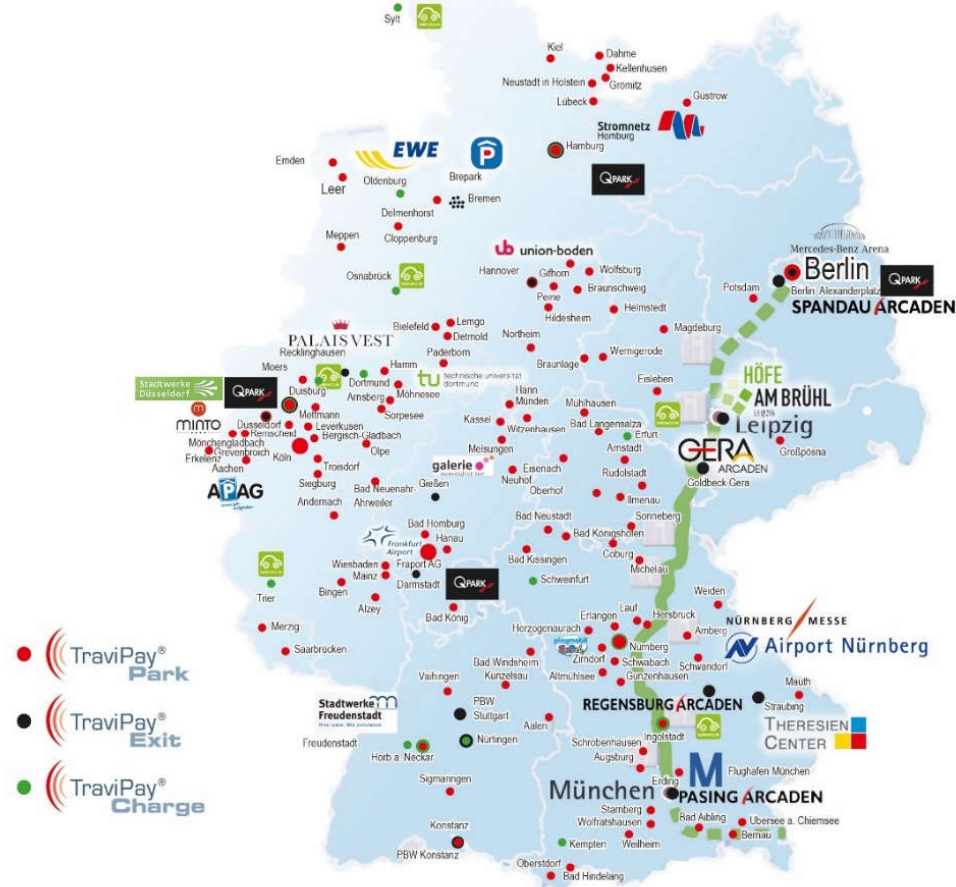 Sylt
Kiel
Dahme
Kellenhusen
Grömitz
Neustadt in Holstein
Lübeck
Güstrow
Stromnetz
Hamburg
Hamburg
Q-PARK
EWE
Emden
Leer
Oldenburg
Brepark
Bremen
Delmenhorst
Cloppenburg
Meppen
Osnabrück
ub union-boden
Hannover
Gifhorn
Wolfsburg
Peine
Braunschweig
Hildesheim
Helmstedt
Mercedes-Benz Arena
Berlin
Berlin Alexanderplatz
Q-PARK
Potsdam
SPANDAU ARCADEN
Magdeburg
PALAIS VEST
Recklinghausen
Bielefeld
Lemgo
Detmold
Northeim
Paderborn
Braunlage
Wernigerode
Moers
Hamm
tu technische universität
dortmund
Städtwerke
Düsseldorf
Q-PARK
Duisburg
Dortmund
Arnsberg
Möhnesee
Hann
Münden
Eisleben
HÖFE
AM BRÜHL
LEIPZIG
Leipzig
m
MINTO
Mettmann
Sorpesee
Mühlhausen
Düsseldorf
Leverkusen
Kassel
Witzenhausen
Bad Langensalza
Erfurt
Remscheid
Mönchengladbach
Bergisch-Gladbach
Grevenbroich
Erkelenz
Köln
Olpe
Melsungen
Arnstadt
GERA
ARCADEN
Großpösna
Aachen
Troisdorf
galerie
Eisenach
Rudolstadt
Goldbeck Gera
APAG
Siegburg
Bad Neuenahr-
Ahrweiler
Gießen
Neuhof
Oberhof
Ilmenau
Andernach
Bad Neustadt
Sonneberg
Bad Homburg
Bad Königshofen
Frankfurt
Airport
Hanau
Coburg
Wiesbaden
Fraport AG
Bad Kissingen
Michelau
Mainz
Darmstadt
Q-PARK
Schweinfurt
Trier
Bingen
Alzey
Bad König
Weiden
Lauf
Erlangen
Hersbruck
NÜRNBERG MESSE
Merzig
Herzogenaurach
Amberg
Airport Nürnberg
Saarbrücken
playmobil
Nürnberg
Zirndorf
Schwabach
Schwandorf
Bad Windsheim
Altmühlsee
Gunzenhausen
TraviPay®
Park
Vaihingen
Kunzelsau
Mauth
Stadtwerke
Freudenstadt
PBW
Stuttgart
REGENSBURG ARCADEN
Straubing
TraviPay®
Exit
Aalen
Ingolstadt
THERESIEN
CENTER
Freudenstadt
Nürtingen
Schrobenhausen
Horb a. Neckar
Augsburg
M
Flughafen München
TraviPay®
Charge
Sigmaringen
Erding
München
PASING ARCADEN
Starnberg
Bad Aibling
Übersee a. Chiemsee
Konstanz
Wolfratshausen
Bernau
PBW Konstanz
Kempten
Weilheim
Oberstdorf
Bad Hindelang